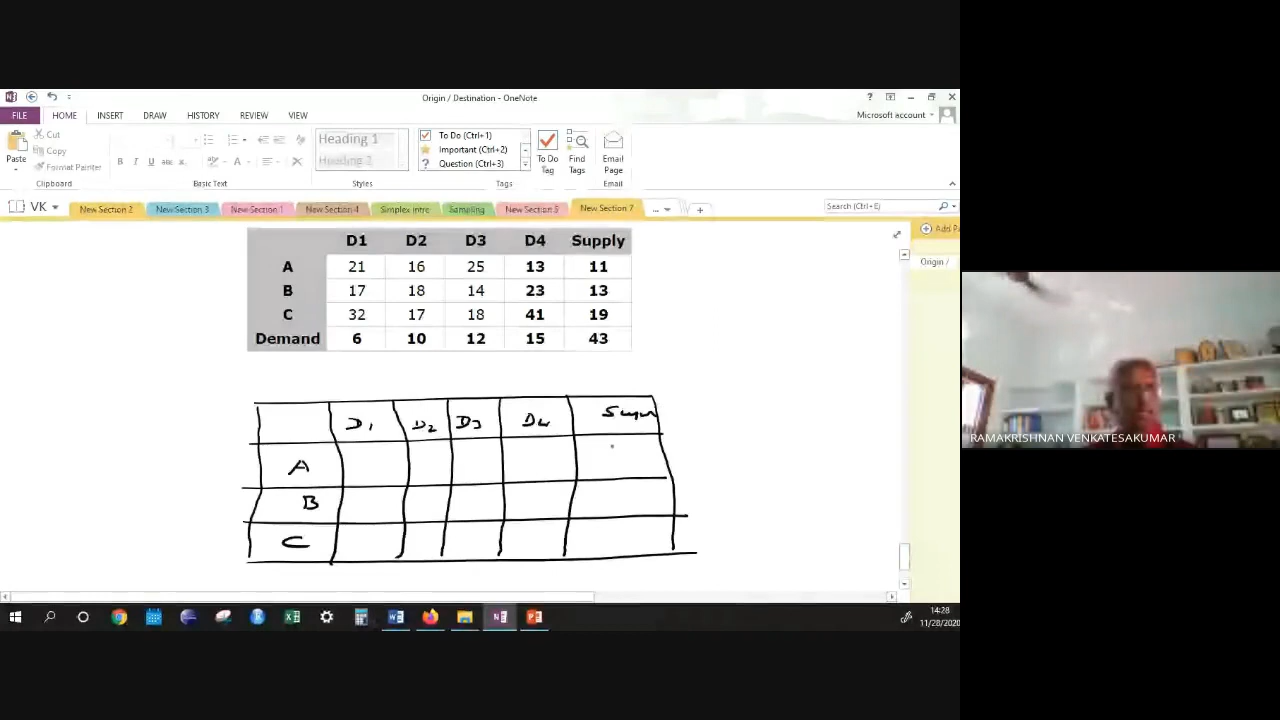 Origin / Destination - OneNote
FILE HOME INSERT DRAW HISTORY REVIEW VIEW Microsoft account
Paste
Cut
Copy
Format Painter
B I U abc
Heading 1
Heading 2
To Do (Ctrl+1)
Important (Ctrl+2)
Question (Ctrl+3)
To Do Tag
Find Tags
Email Page
Clipboard Basic Text Styles Tags Email
VK New Section 2 New Section 3 New Section 1 New Section 4 Simplex intro Sampling New Section 5 New Section 7 ... Search (Ctrl+E)
Add Pa
Origin /
D1 D2 D3 D4 Supply
A 21 16 25 13 11
B 17 18 14 23 13
C 32 17 18 41 19
Demand 6 10 12 15 43
D1 D2 D3 D4
A
B
C
RAMAKRISHNAN VENKATESAKUMAR
14:28
11/28/2020